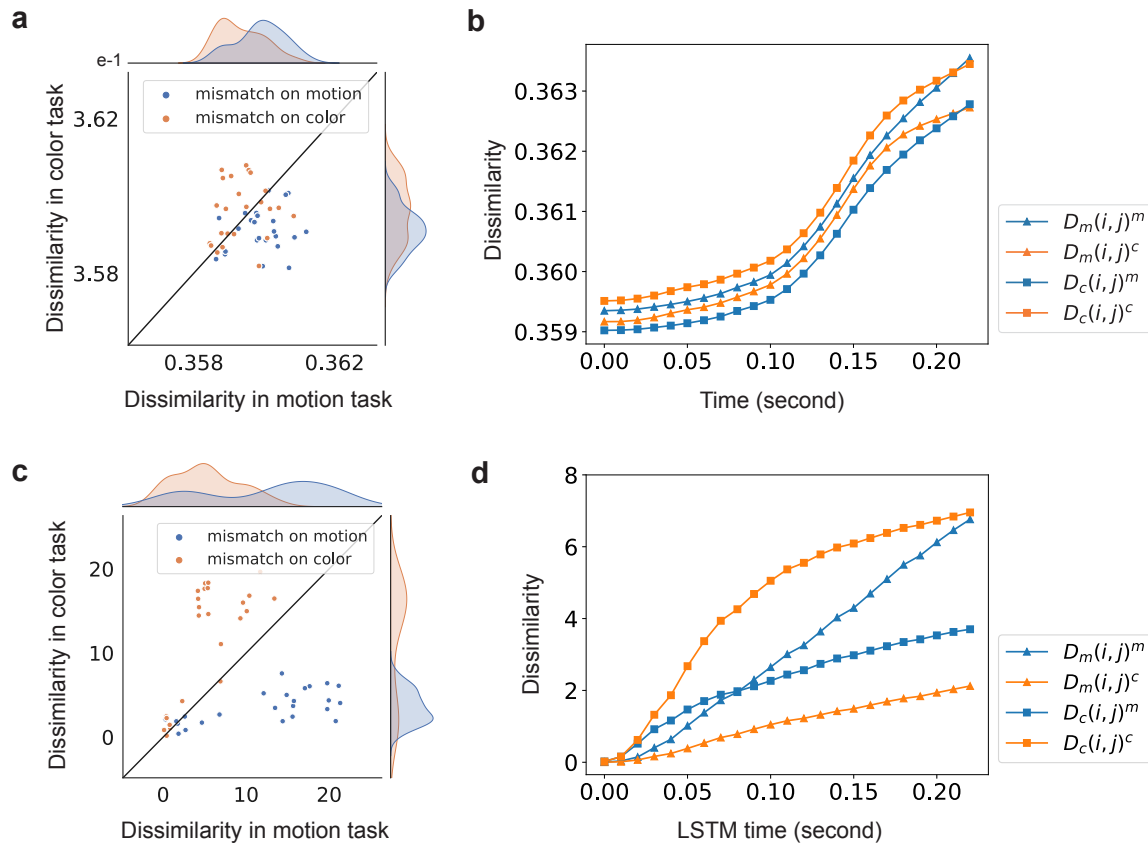 a
e-1
mismatch on motion
mismatch on color
3.62
3.58
Dissimilarity in color task
0.358
0.362
Dissimilarity in motion task
b
0.363
0.362
0.361
0.360
0.359
Dissimilarity
0.00
0.05
0.10
0.15
0.20
Time (second)
D_m(i, j)^m
D_m(i, j)^c
D_c(i, j)^m
D_c(i, j)^c
c
mismatch on motion
mismatch on color
20
10
0
Dissimilarity in color task
0
10
20
Dissimilarity in motion task
d
8
6
4
2
0
Dissimilarity
0.00
0.05
0.10
0.15
0.20
LSTM time (second)
D_m(i, j)^m
D_m(i, j)^c
D_c(i, j)^m
D_c(i, j)^c